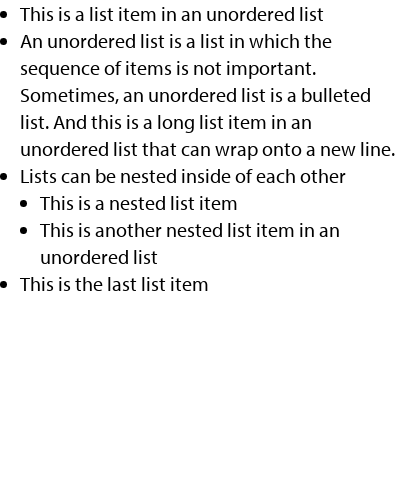 • This is a list item in an unordered list
• An unordered list is a list in which the
sequence of items is not important.
Sometimes, an unordered list is a bulleted
list. And this is a long list item in an
unordered list that can wrap onto a new line.
• Lists can be nested inside of each other
• This is a nested list item
• This is another nested list item in an
unordered list
• This is the last list item